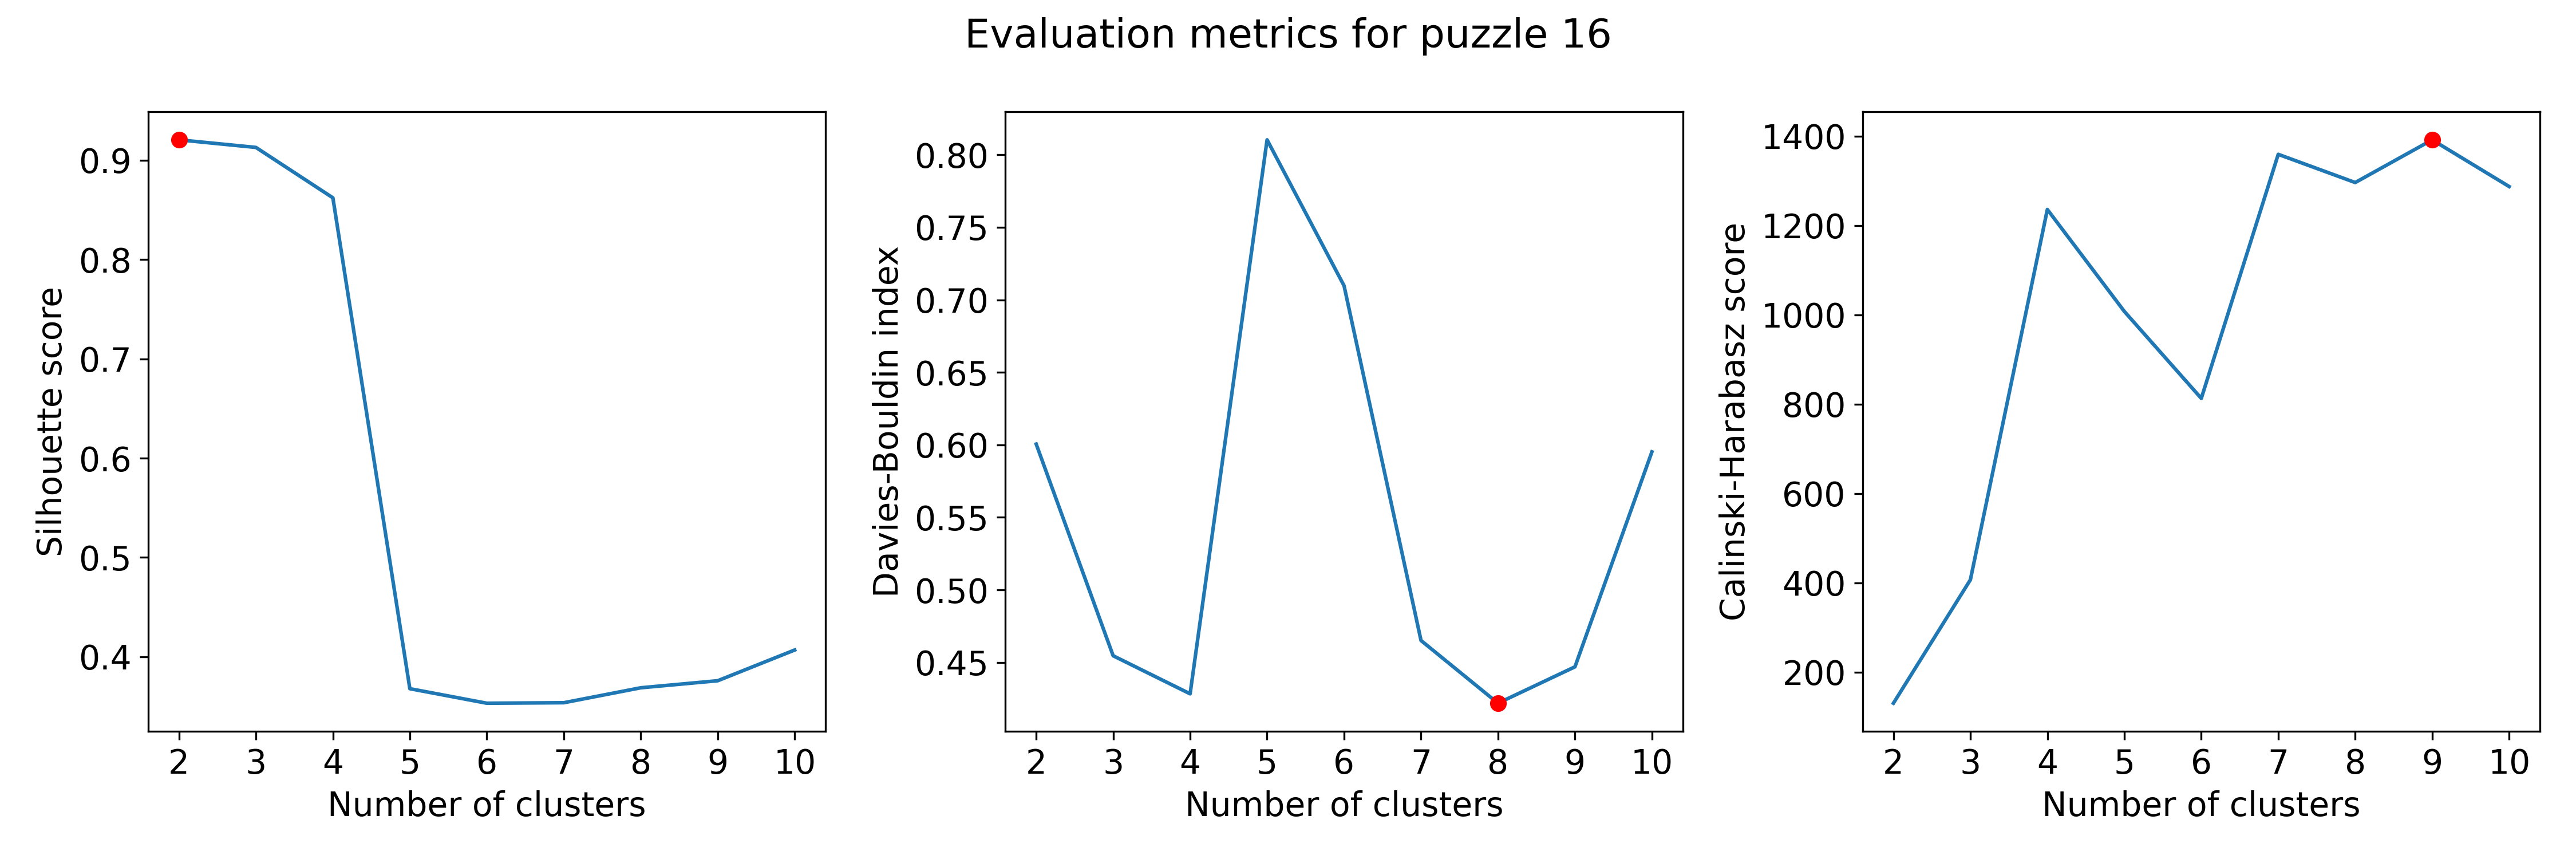 Evaluation metrics for puzzle 16
Silhouette score
0.9
0.8
0.7
0.6
0.5
0.4
2 3 4 5 6 7 8 9 10
Number of clusters
Davies-Bouldin index
0.80
0.75
0.70
0.65
0.60
0.55
0.50
0.45
2 3 4 5 6 7 8 9 10
Number of clusters
Calinski-Harabasz score
1400
1200
1000
800
600
400
200
2 3 4 5 6 7 8 9 10
Number of clusters